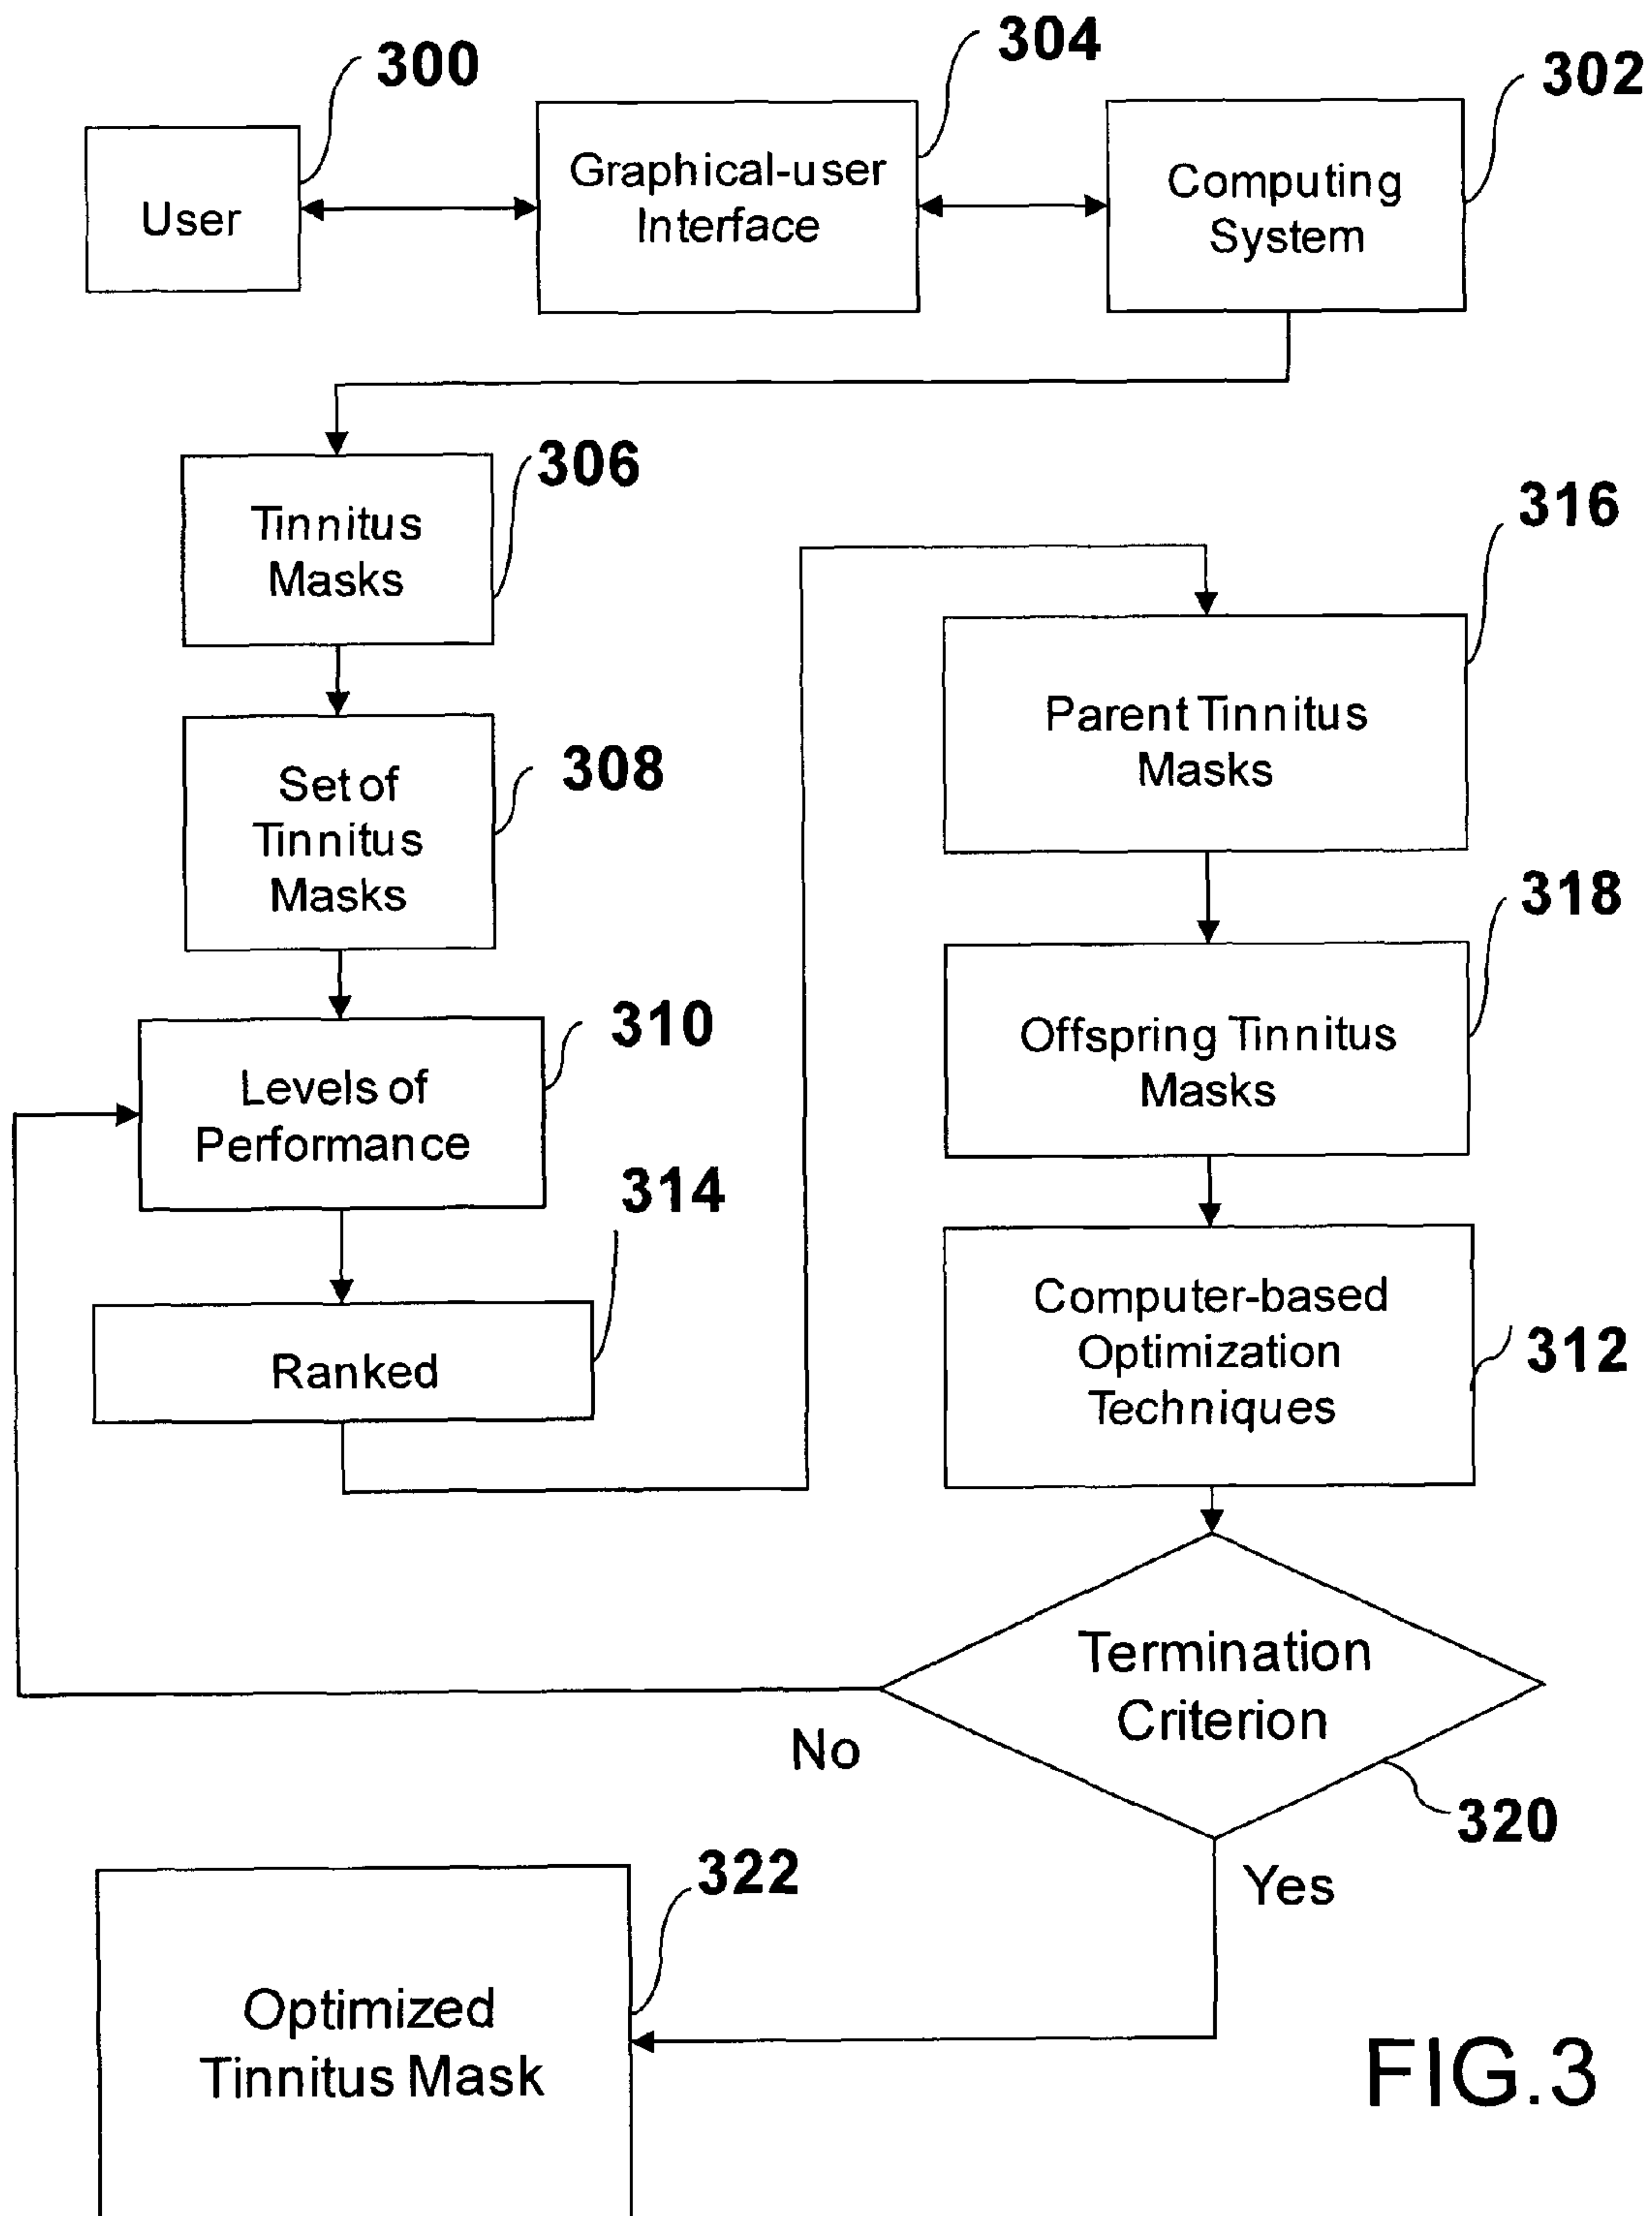 300
304
302
User
Graphical-user
Interface
Computing
System
306
Tinnitus
Masks
316
308
Set of
Tinnitus
Masks
Parent Tinnitus
Masks
318
310
Levels of
Performance
Offspring Tinnitus
Masks
314
Ranked
Computer-based
Optimization
Techniques
312
Termination
Criterion
No
320
Yes
322
Optimized
Tinnitus Mask
FIG.3